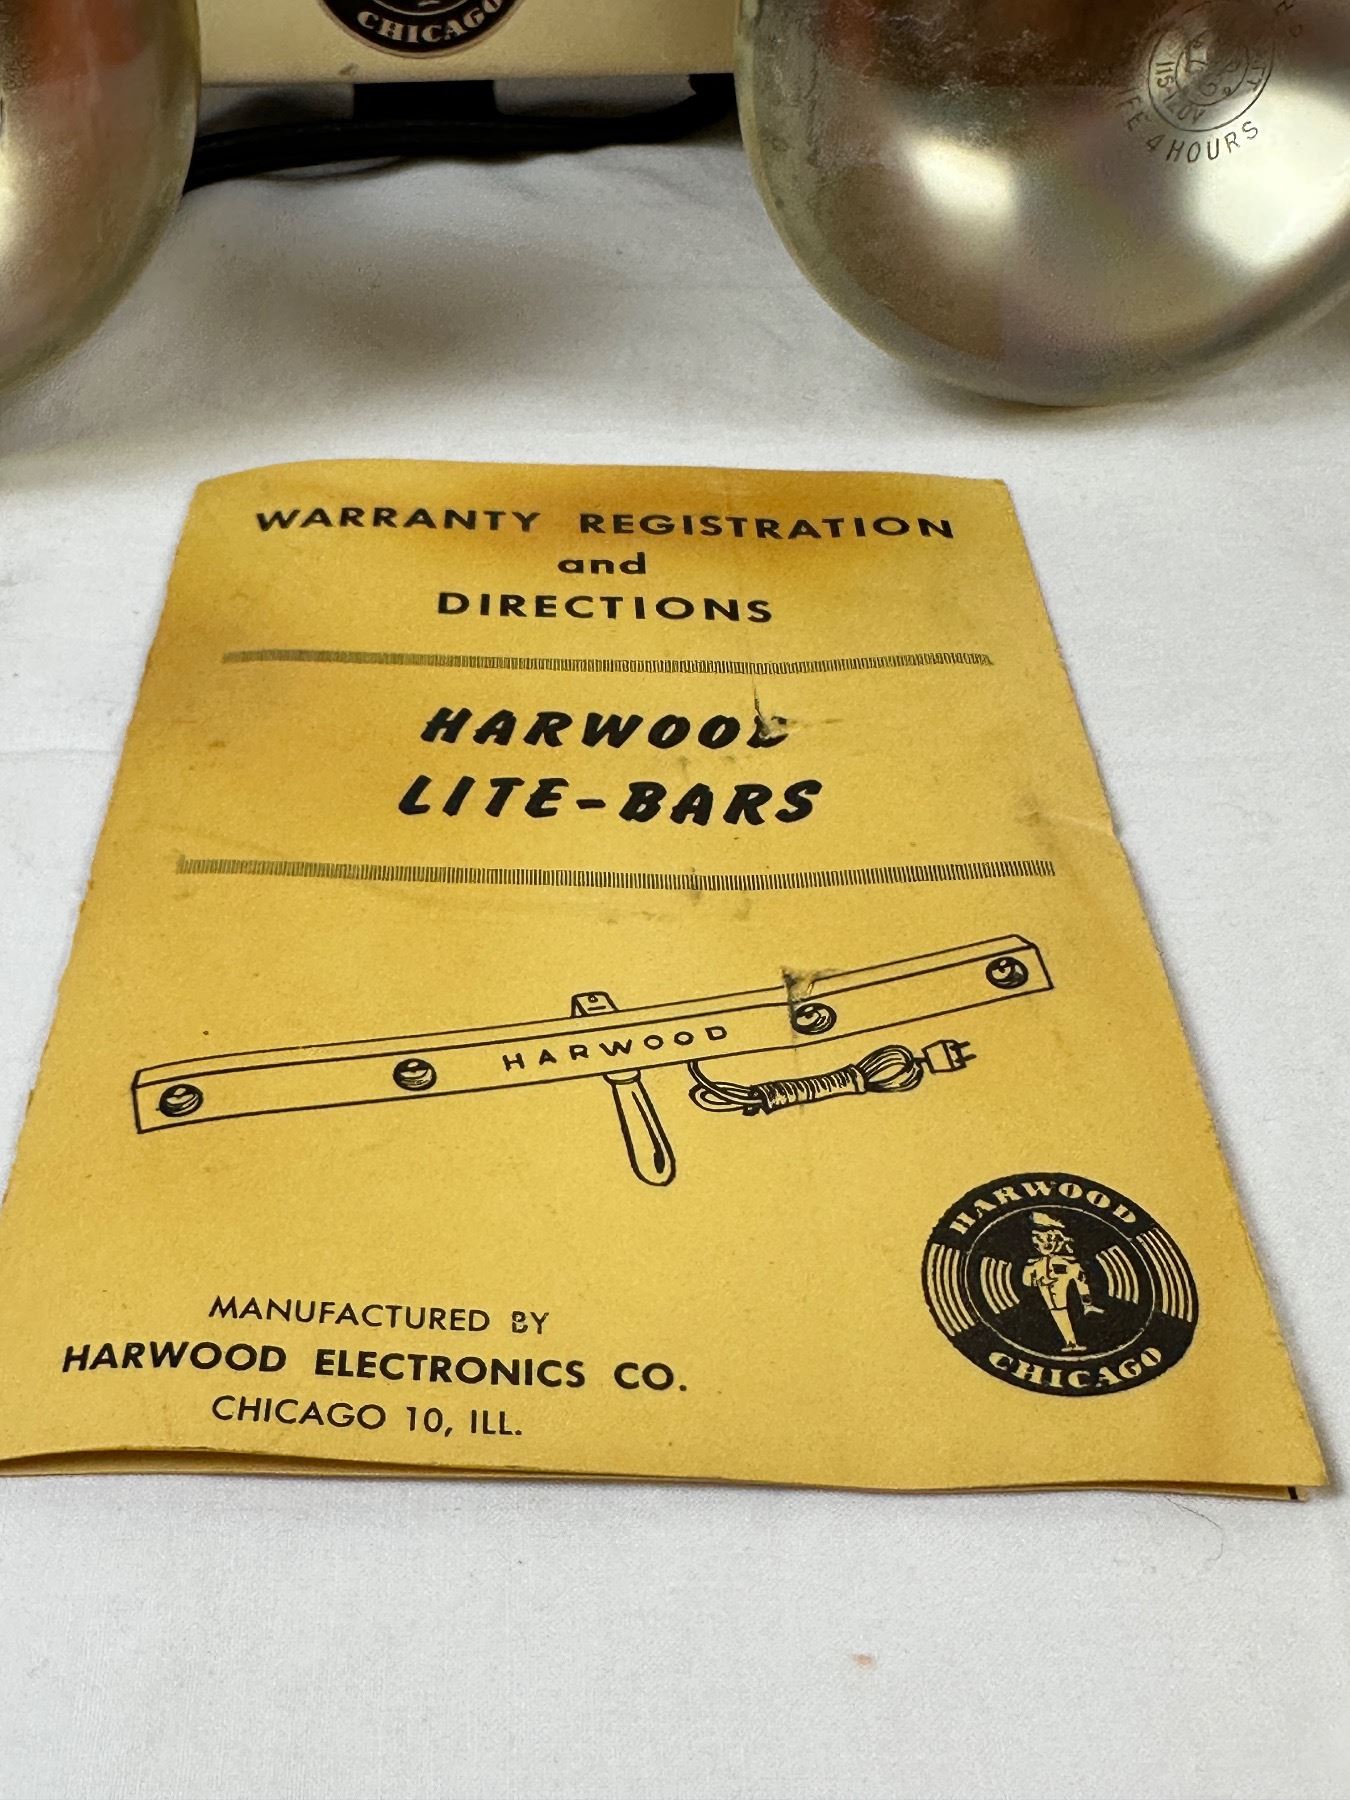 CHICAGO
115-120V
4 HOURS
WARRANTY REGISTRATION
and
DIRECTIONS
HARWOOD
LITE-BARS
HARWOOD
HARWOOD
CHICAGO
MANUFACTURED BY
HARWOOD ELECTRONICS CO.
CHICAGO 10, ILL.